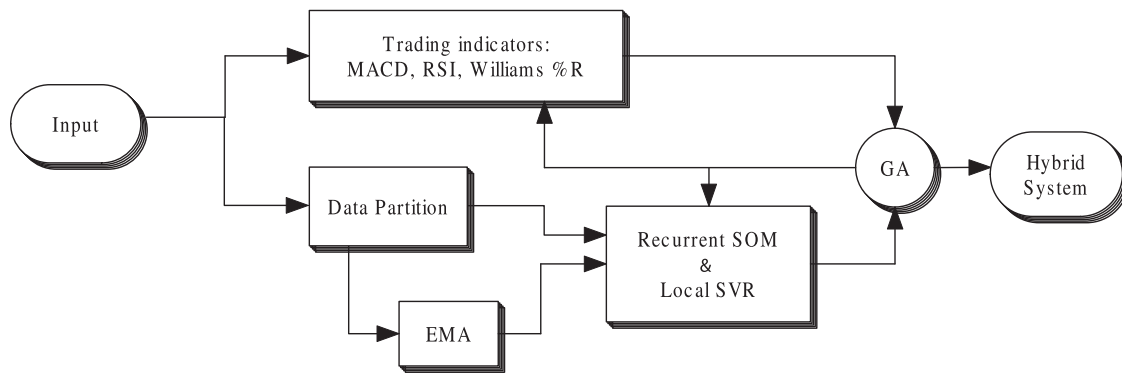 Trading indicators:
MACD, RSI, Williams %R
Input
GA
Hybrid
System
Data Partition
Recurrent SOM
&
Local SVR
EMA